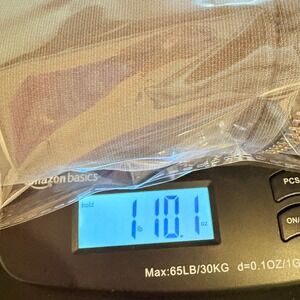 amazon basics
hold
1 10.1
lb oz
PCS
ON/
Max:65LB/30KG d=0.1OZ/1G